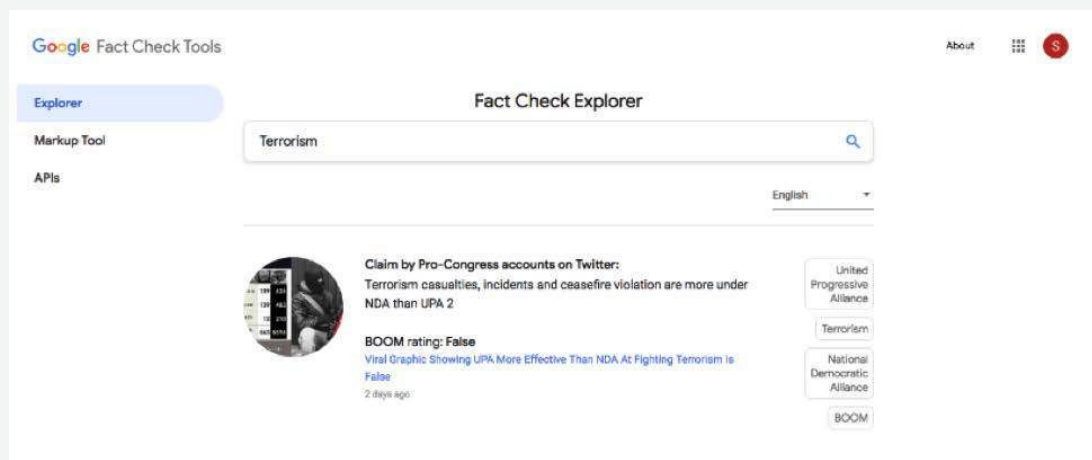 Google Fact Check Tools
About
S
Explorer
Fact Check Explorer
Markup Tool
Terrorism
APIs
English
Claim by Pro-Congress accounts on Twitter:
Terrorism casualties, incidents and ceasefire violation are more under
NDA than UPA 2
BOOM rating: False
Viral Graphic Showing UPA More Effective Than NDA At Fighting Terrorism Is
False
2 days ago
United
Progressive
Alliance
Terrorism
National
Democratic
Alliance
BOOM